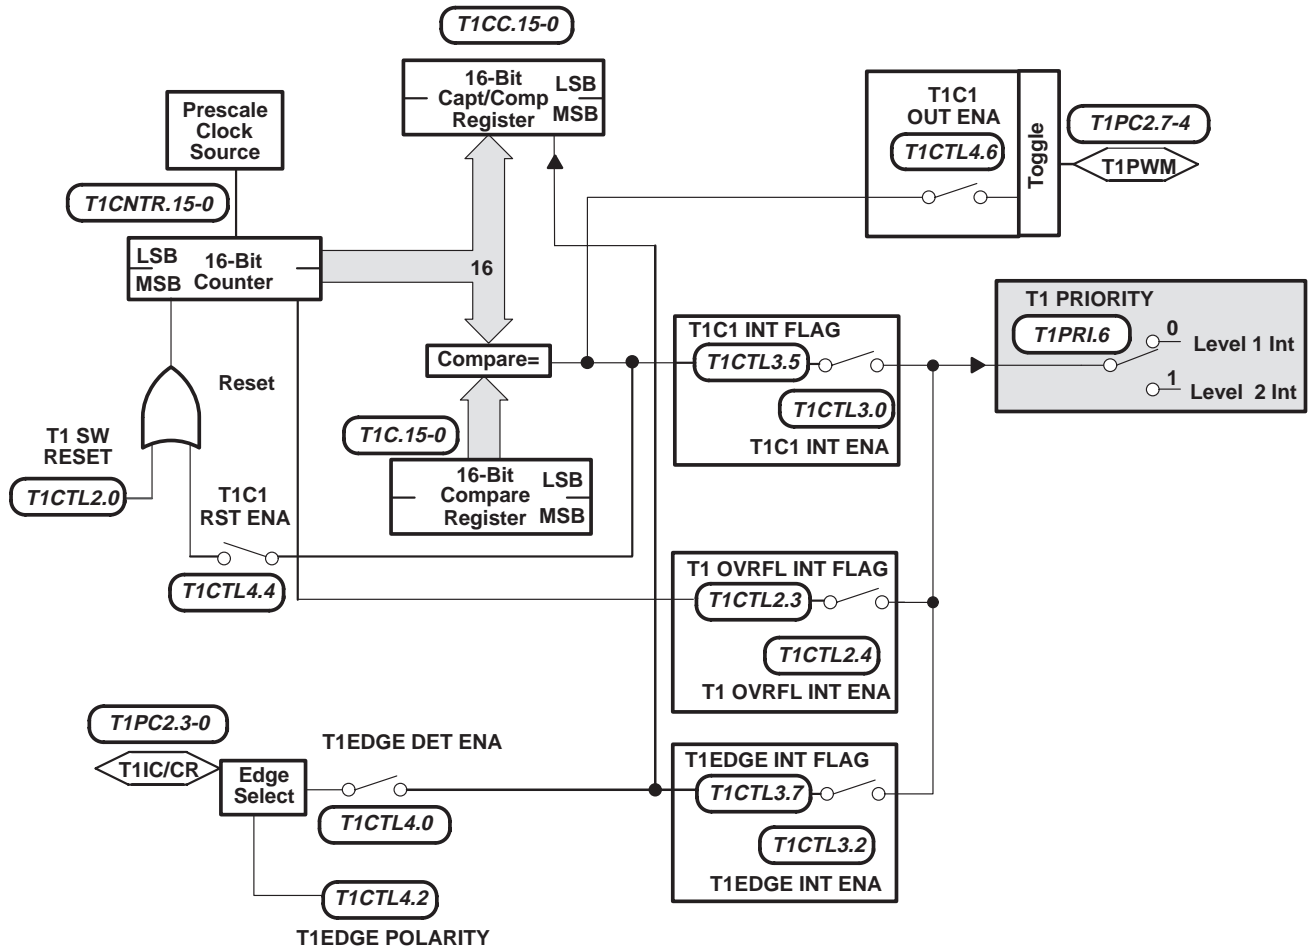 T1CC.15-0
16-Bit
Capt/Comp
Register
LSB
MSB
Prescale
Clock
Source
T1CNTR.15-0
LSB
MSB
16-Bit
Counter
16
T1C1
OUT ENA
T1CTL4.6
Toggle
T1PC2.7-4
T1PWM
T1 PRIORITY
T1PRI.6
0
Level 1 Int
1
Level 2 Int
Compare=
T1C1 INT FLAG
T1CTL3.5
T1CTL3.0
T1C1 INT ENA
Reset
T1 SW
RESET
T1CTL2.0
T1C.15-0
16-Bit
Compare
Register
LSB
MSB
T1C1
RST ENA
T1CTL4.4
T1 OVRFL INT FLAG
T1CTL2.3
T1CTL2.4
T1 OVRFL INT ENA
T1PC2.3-0
T1IC/CR
Edge
Select
T1EDGE DET ENA
T1CTL4.0
T1EDGE INT FLAG
T1CTL3.7
T1CTL3.2
T1EDGE INT ENA
T1CTL4.2
T1EDGE POLARITY